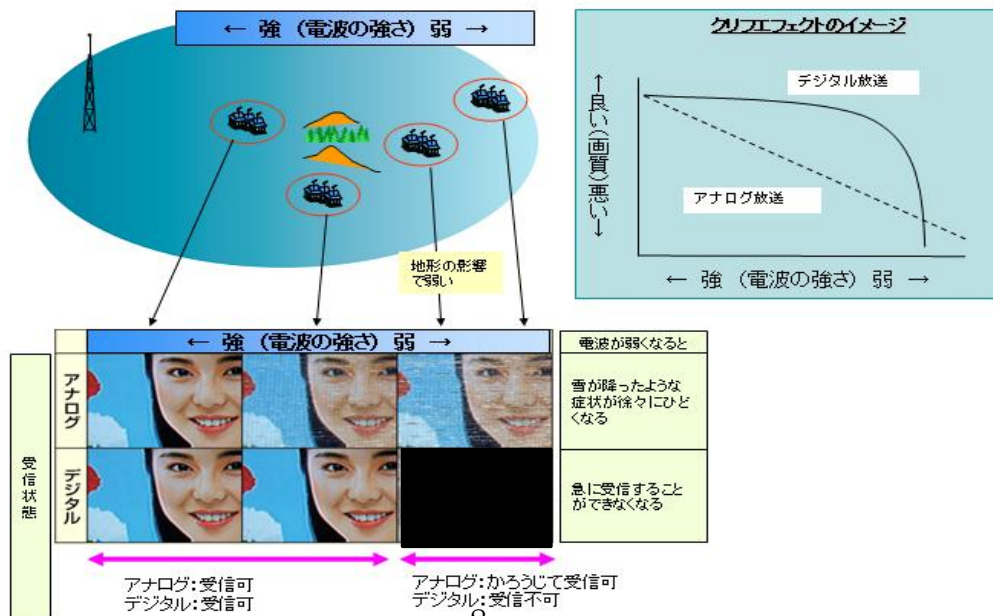 ← 強 (電波の強さ) 弱 →
地形の影響
で弱い
クリフエフェクトのイメージ
デジタル放送
アナログ放送
←良い(画質)悪い→
← 強 (電波の強さ) 弱 →
← 強 (電波の強さ) 弱 →
電波が弱くなると
受信状態
アナログ
雪が降ったような
症状が徐々にひど
くなる
デジタル
急に受信すること
ができなくなる
アナログ:受信可
デジタル:受信可
アナログ:かろうじて受信可
デジタル:受信不可